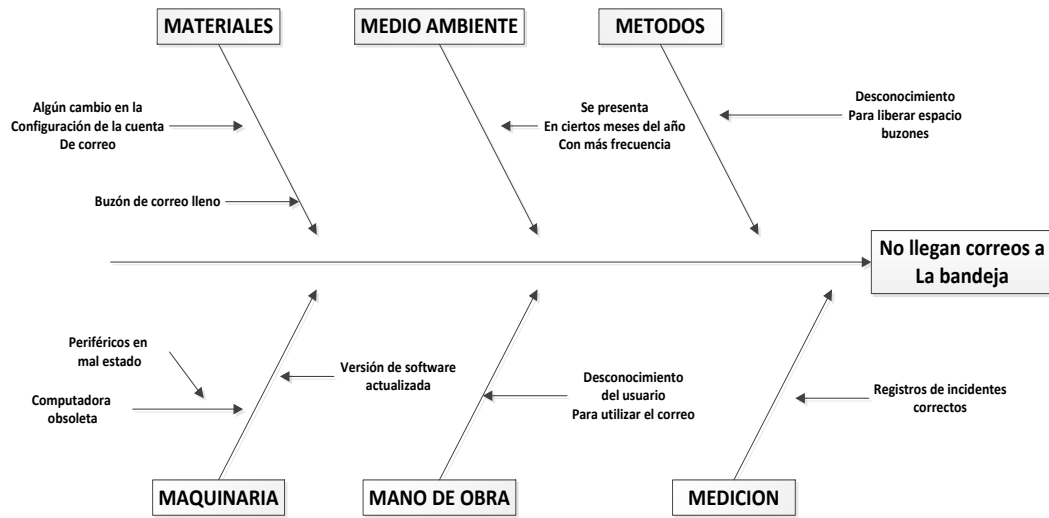 MATERIALES
MEDIO AMBIENTE
METODOS
Algún cambio en la
Configuración de la cuenta
De correo
Se presenta
En ciertos meses del año
Con más frecuencia
Desconocimiento
Para liberar espacio
buzones
Buzón de correo lleno
No llegan correos a
La bandeja
Periféricos en
mal estado
Computadora
obsoleta
Versión de software
actualizada
Desconocimiento
del usuario
Para utilizar el correo
Registros de incidentes
correctos
MAQUINARIA
MANO DE OBRA
MEDICION